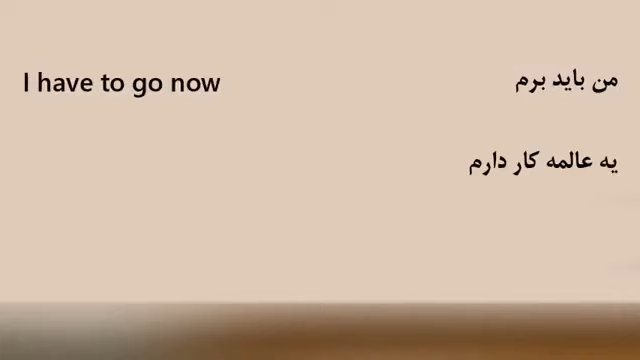 I have to go now
من باید برم
یه عالمه کار دارم